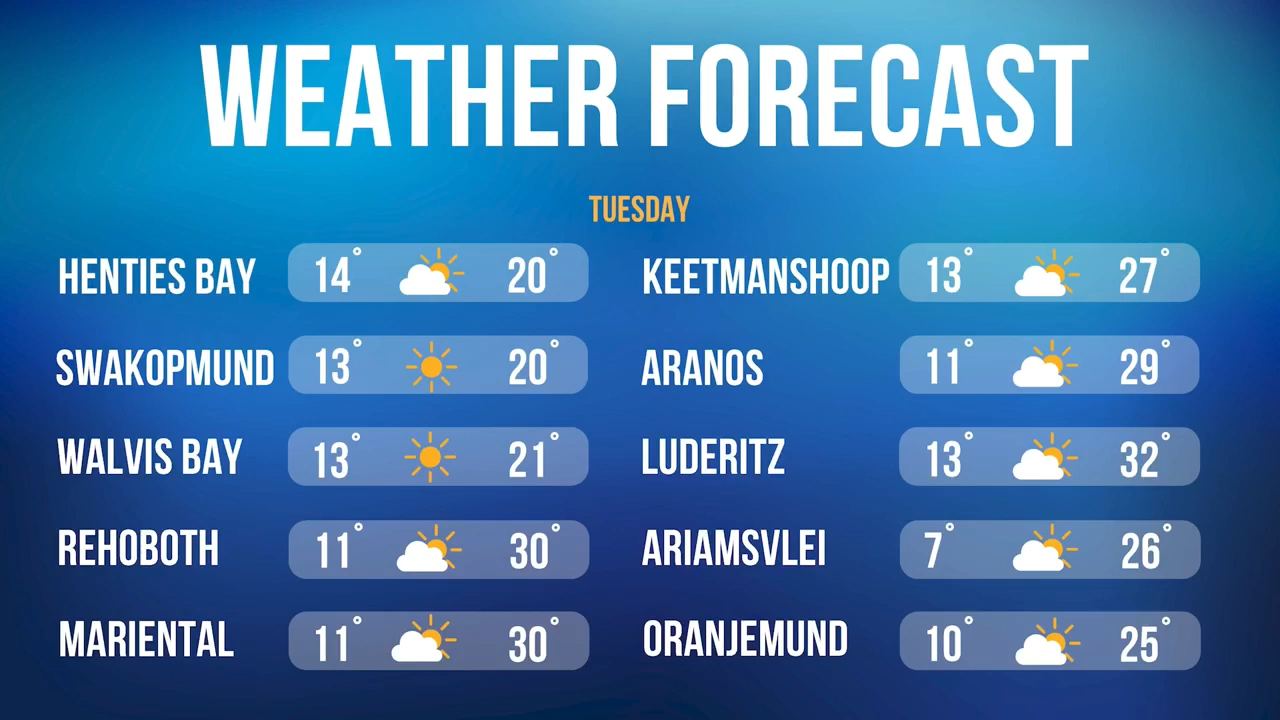 WEATHER FORECAST
TUESDAY
HENTIES BAY 14° 20°
SWAKOPMUND 13° 20°
WALVIS BAY 13° 21°
REHOBOTH 11° 30°
MARIENTAL 11° 30°
KEETMANSHOOP 13° 27°
ARANOS 11° 29°
LUDERITZ 13° 32°
ARIAMSVLEI 7° 26°
ORANJEMUND 10° 25°